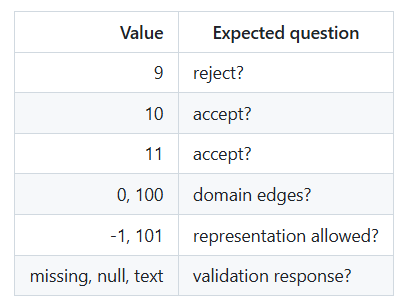 Value Expected question
9 reject?
10 accept?
11 accept?
0, 100 domain edges?
-1, 101 representation allowed?
missing, null, text validation response?